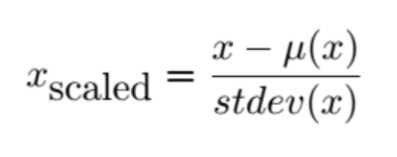 x_scaled = (x − μ(x)) / stdev(x)